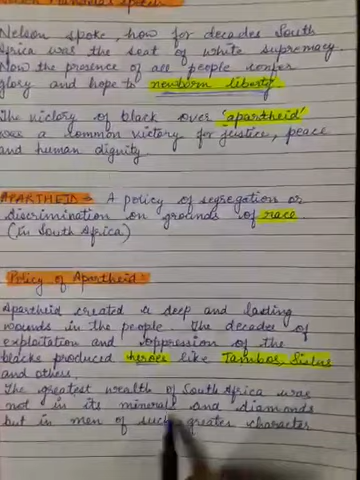 Nelson Mandela's speech
Nelson spoke, how for decades South
Africa was the seat of white supremacy.
Now the presence of all people confer
glory and hope to newborn liberty.
The victory of black over 'apartheid'
was a common victory for justice, peace
and human dignity.
APARTHEID → A policy of segregation or
discrimination on grounds of race
(in South Africa)
Policy of Apartheid:
Apartheid created a deep and lasting
wounds in the people. The decades of
exploitation and oppression of the
blacks produced heroes like Tambos, Sislus
and others.
The greatest wealth of South Africa was
not in its minerals and diamonds
but in men of such greater character